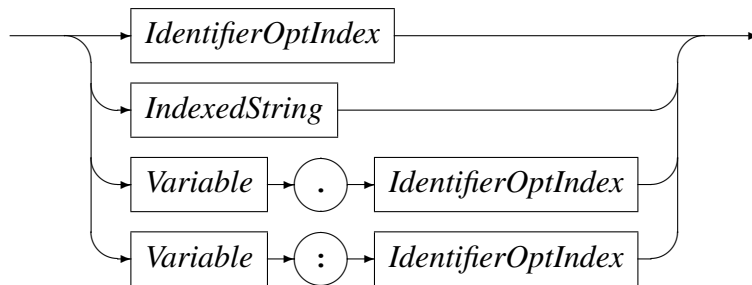 IdentifierOptIndex
IndexedString
Variable . IdentifierOptIndex
Variable : IdentifierOptIndex